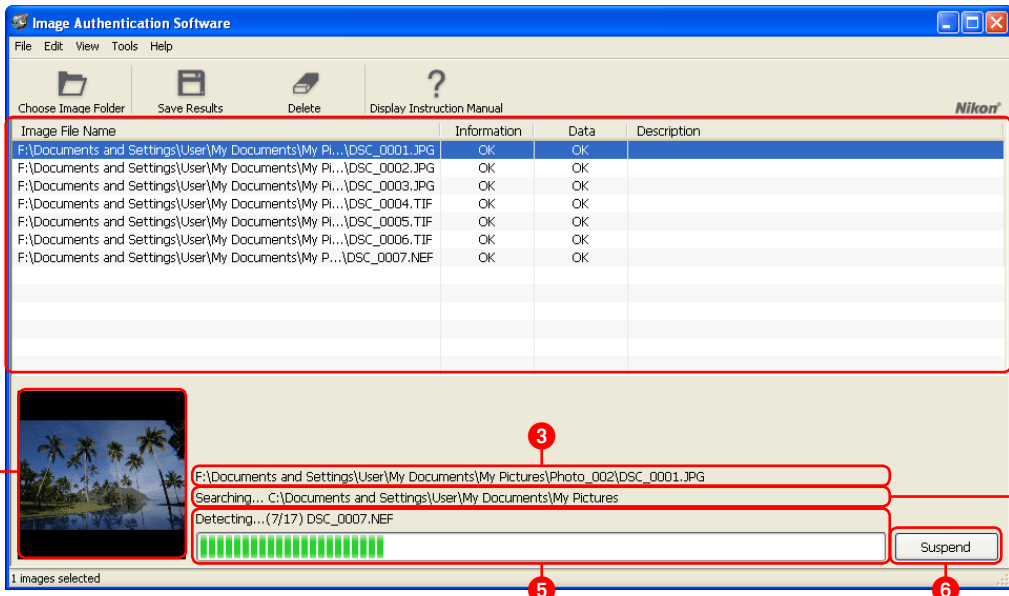 Image Authentication Software
File Edit View Tools Help
Choose Image Folder Save Results Delete Display Instruction Manual Nikon
Image File Name Information Data Description
F:\Documents and Settings\User\My Documents\My Pi...\DSC_0001.JPG OK OK
F:\Documents and Settings\User\My Documents\My Pi...\DSC_0002.JPG OK OK
F:\Documents and Settings\User\My Documents\My Pi...\DSC_0003.JPG OK OK
F:\Documents and Settings\User\My Documents\My Pi...\DSC_0004.TIF OK OK
F:\Documents and Settings\User\My Documents\My Pi...\DSC_0005.TIF OK OK
F:\Documents and Settings\User\My Documents\My Pi...\DSC_0006.TIF OK OK
F:\Documents and Settings\User\My Documents\My P...\DSC_0007.NEF OK OK
3
F:\Documents and Settings\User\My Documents\My Pictures\Photo_002\DSC_0001.JPG
Searching... C:\Documents and Settings\User\My Documents\My Pictures
Detecting...(7/17) DSC_0007.NEF
Suspend
1 images selected
5 6